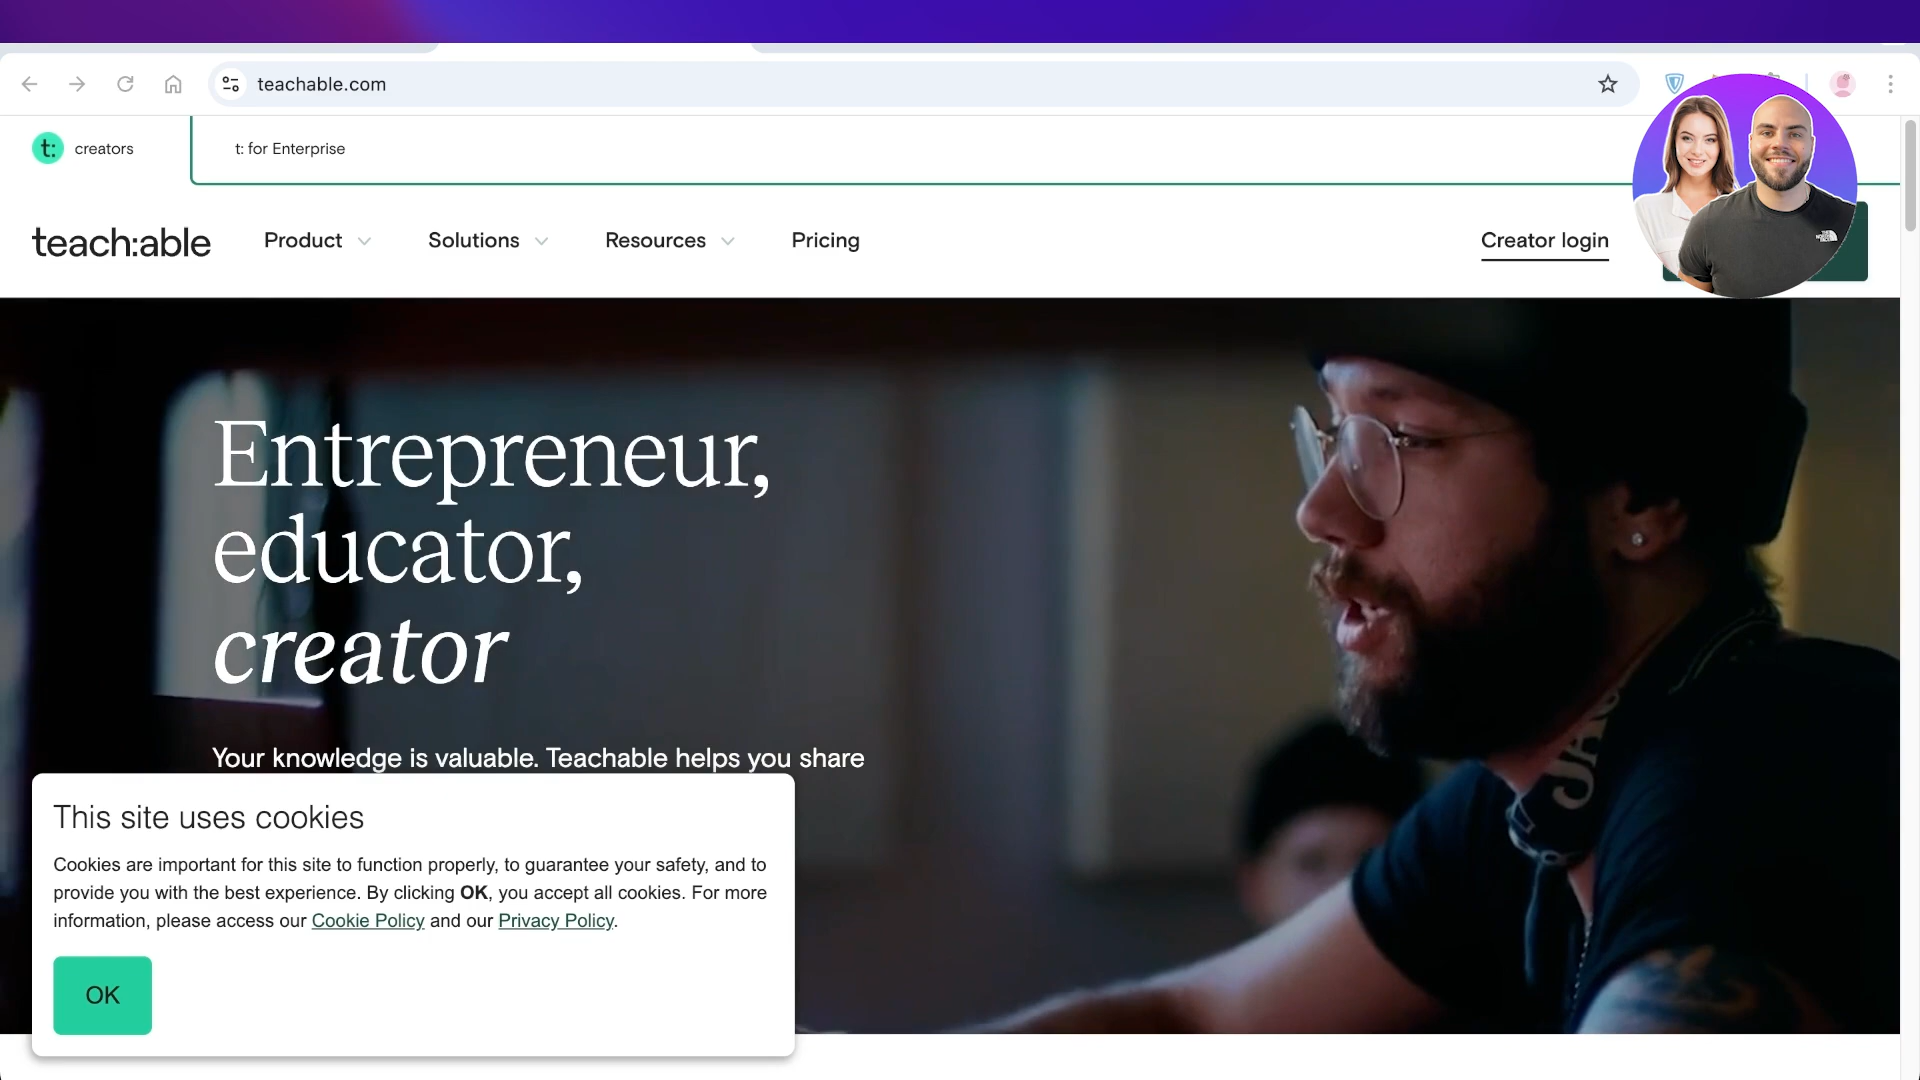 teachable.com
t: creators
t: for Enterprise
teach:able
Product
Solutions
Resources
Pricing
Creator login
Entrepreneur,
educator,
creator
Your knowledge is valuable. Teachable helps you share
This site uses cookies
Cookies are important for this site to function properly, to guarantee your safety, and to
provide you with the best experience. By clicking OK, you accept all cookies. For more
information, please access our Cookie Policy and our Privacy Policy.
OK